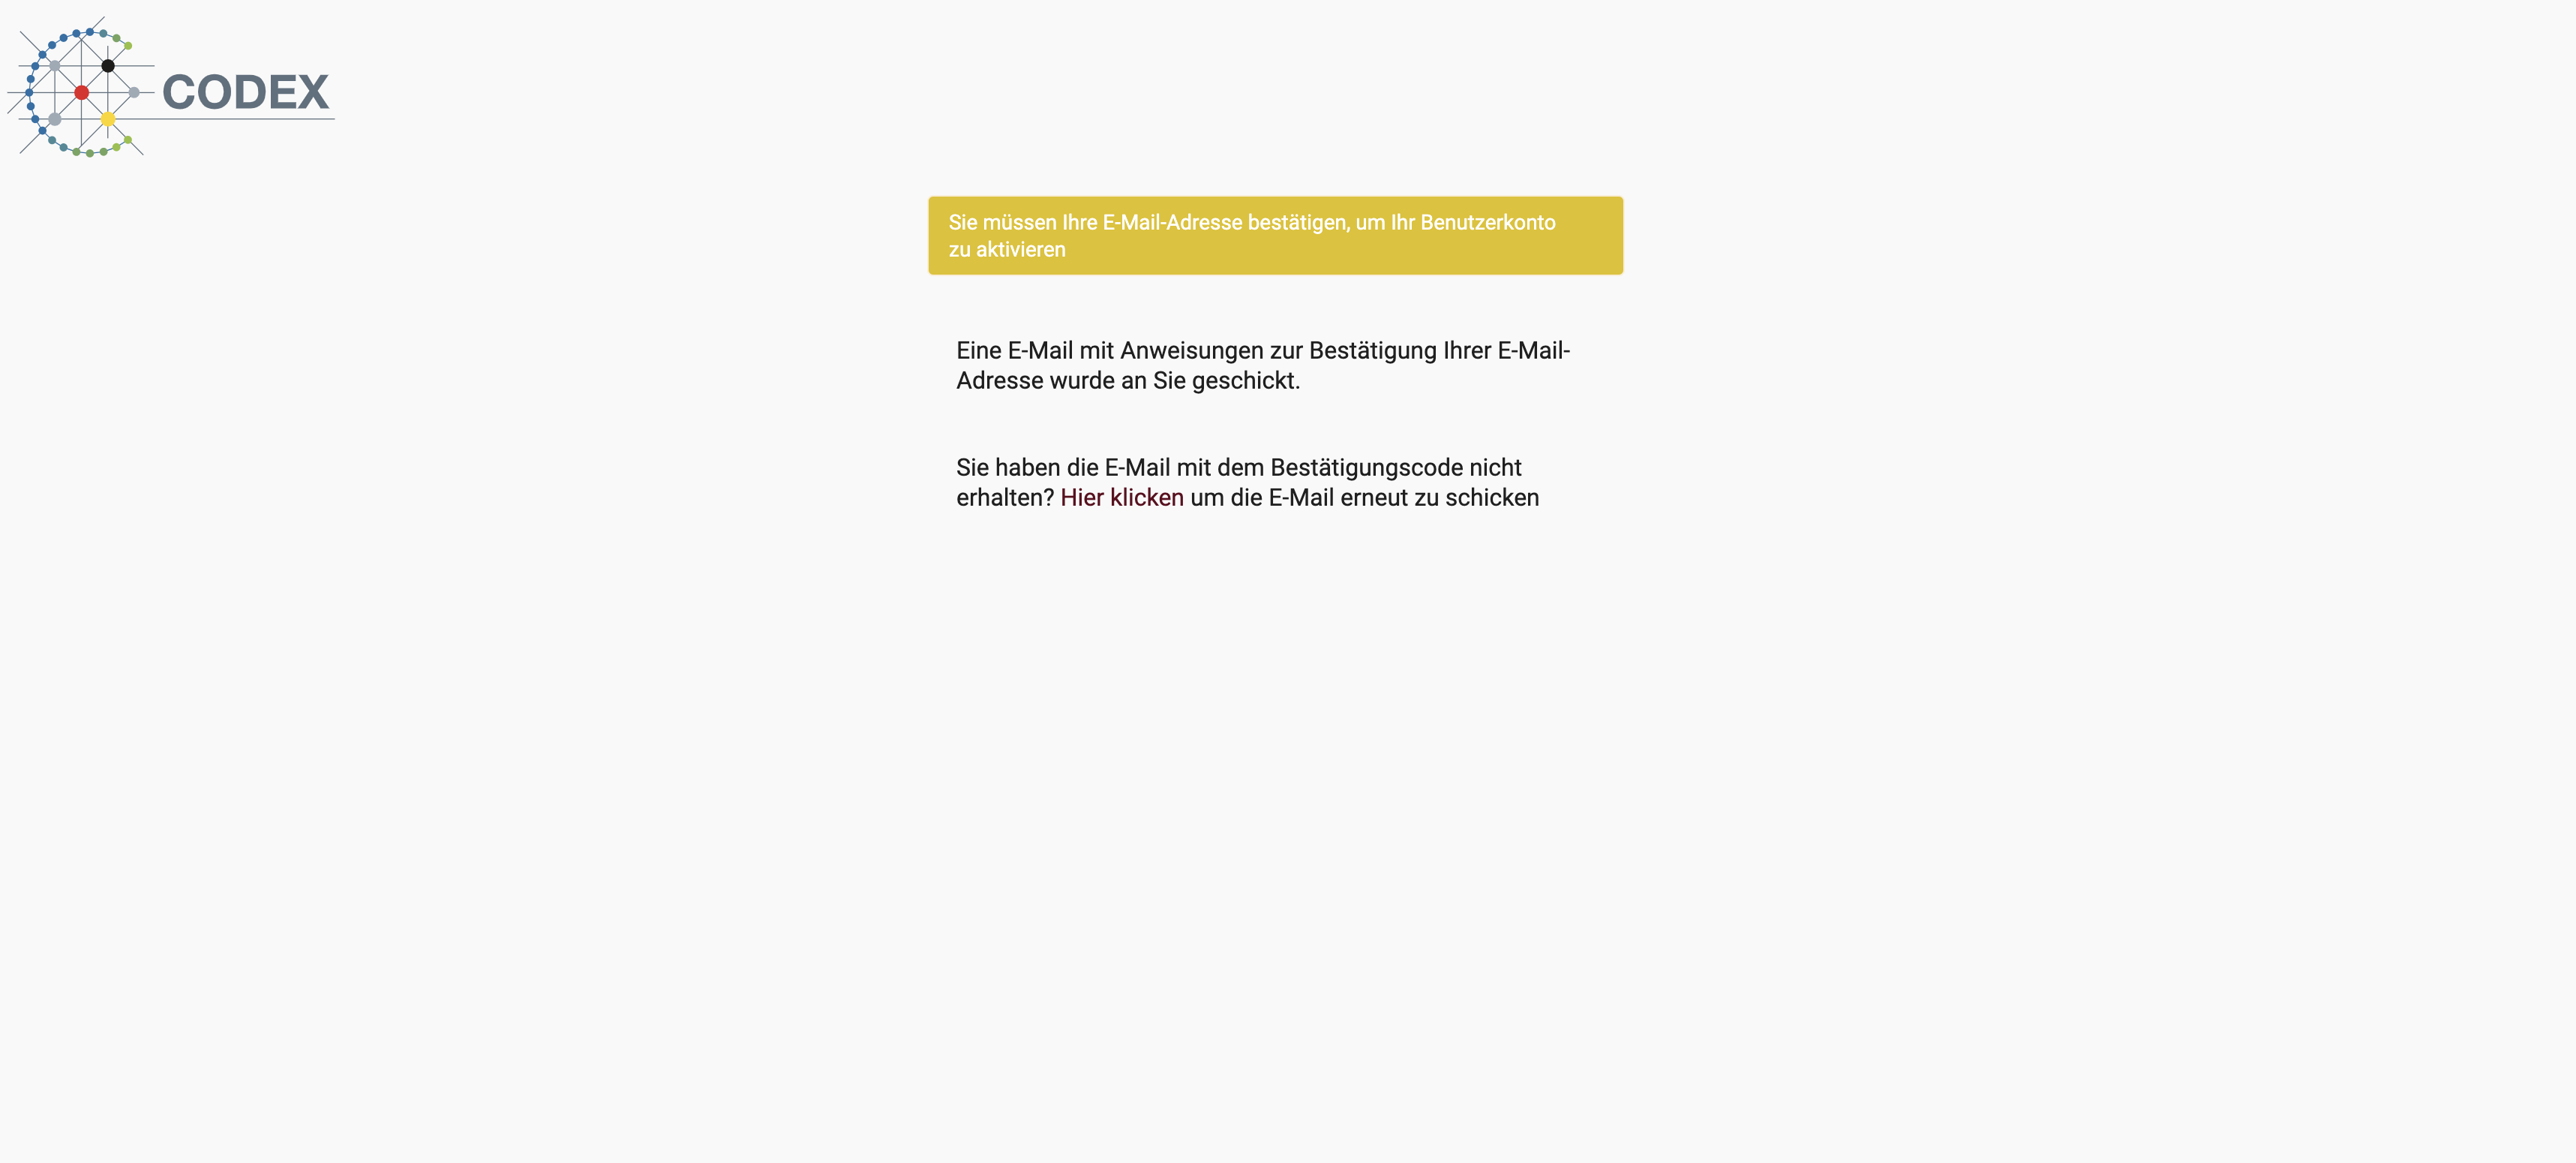 CODEX
Sie müssen Ihre E-Mail-Adresse bestätigen, um Ihr Benutzerkonto
zu aktivieren
Eine E-Mail mit Anweisungen zur Bestätigung Ihrer E-Mail-
Adresse wurde an Sie geschickt.
Sie haben die E-Mail mit dem Bestätigungscode nicht
erhalten? Hier klicken um die E-Mail erneut zu schicken